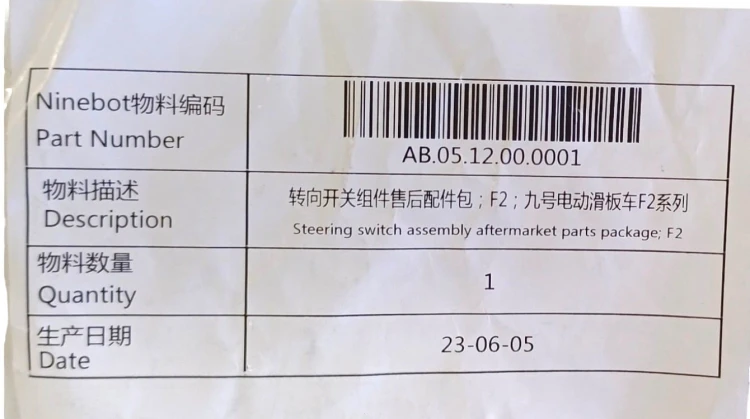 Ninebot物料编码
Part Number
AB.05.12.00.0001
物料描述
Description
转向开关组件售后配件包；F2；九号电动滑板车F2系列
Steering switch assembly aftermarket parts package; F2
物料数量
Quantity
1
生产日期
Date
23-06-05